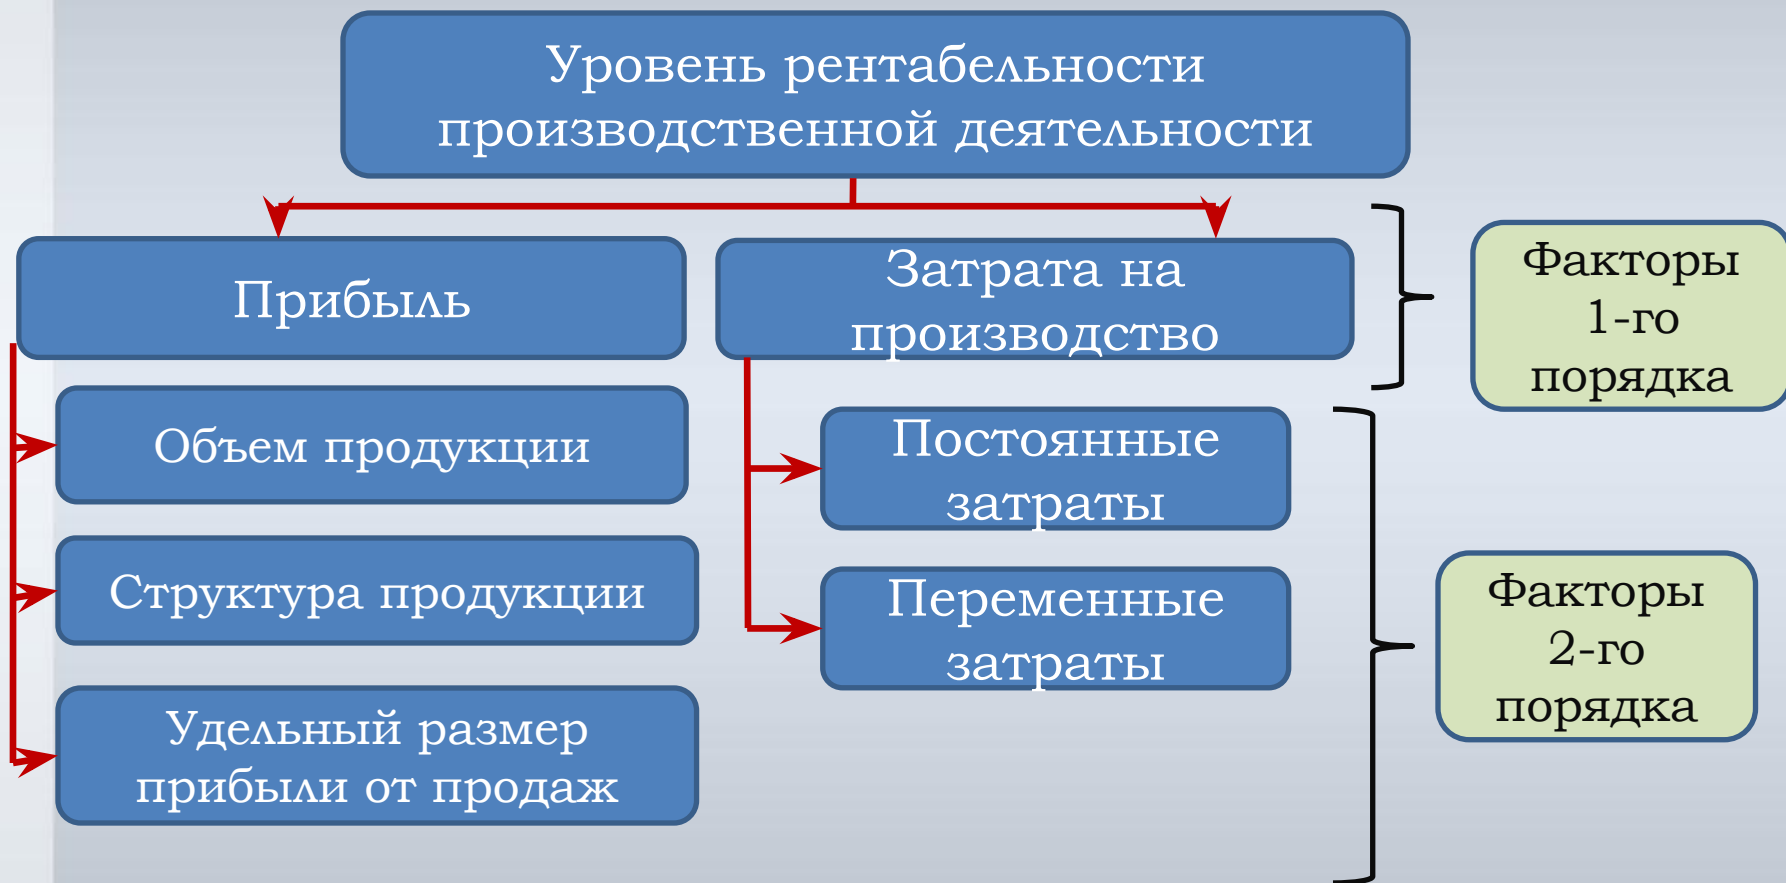 Уровень рентабельности
производственной деятельности
Прибыль
Затрата на
производство
Факторы
1-го
порядка
Объем продукции
Структура продукции
Удельный размер
прибыли от продаж
Постоянные
затраты
Переменные
затраты
Факторы
2-го
порядка